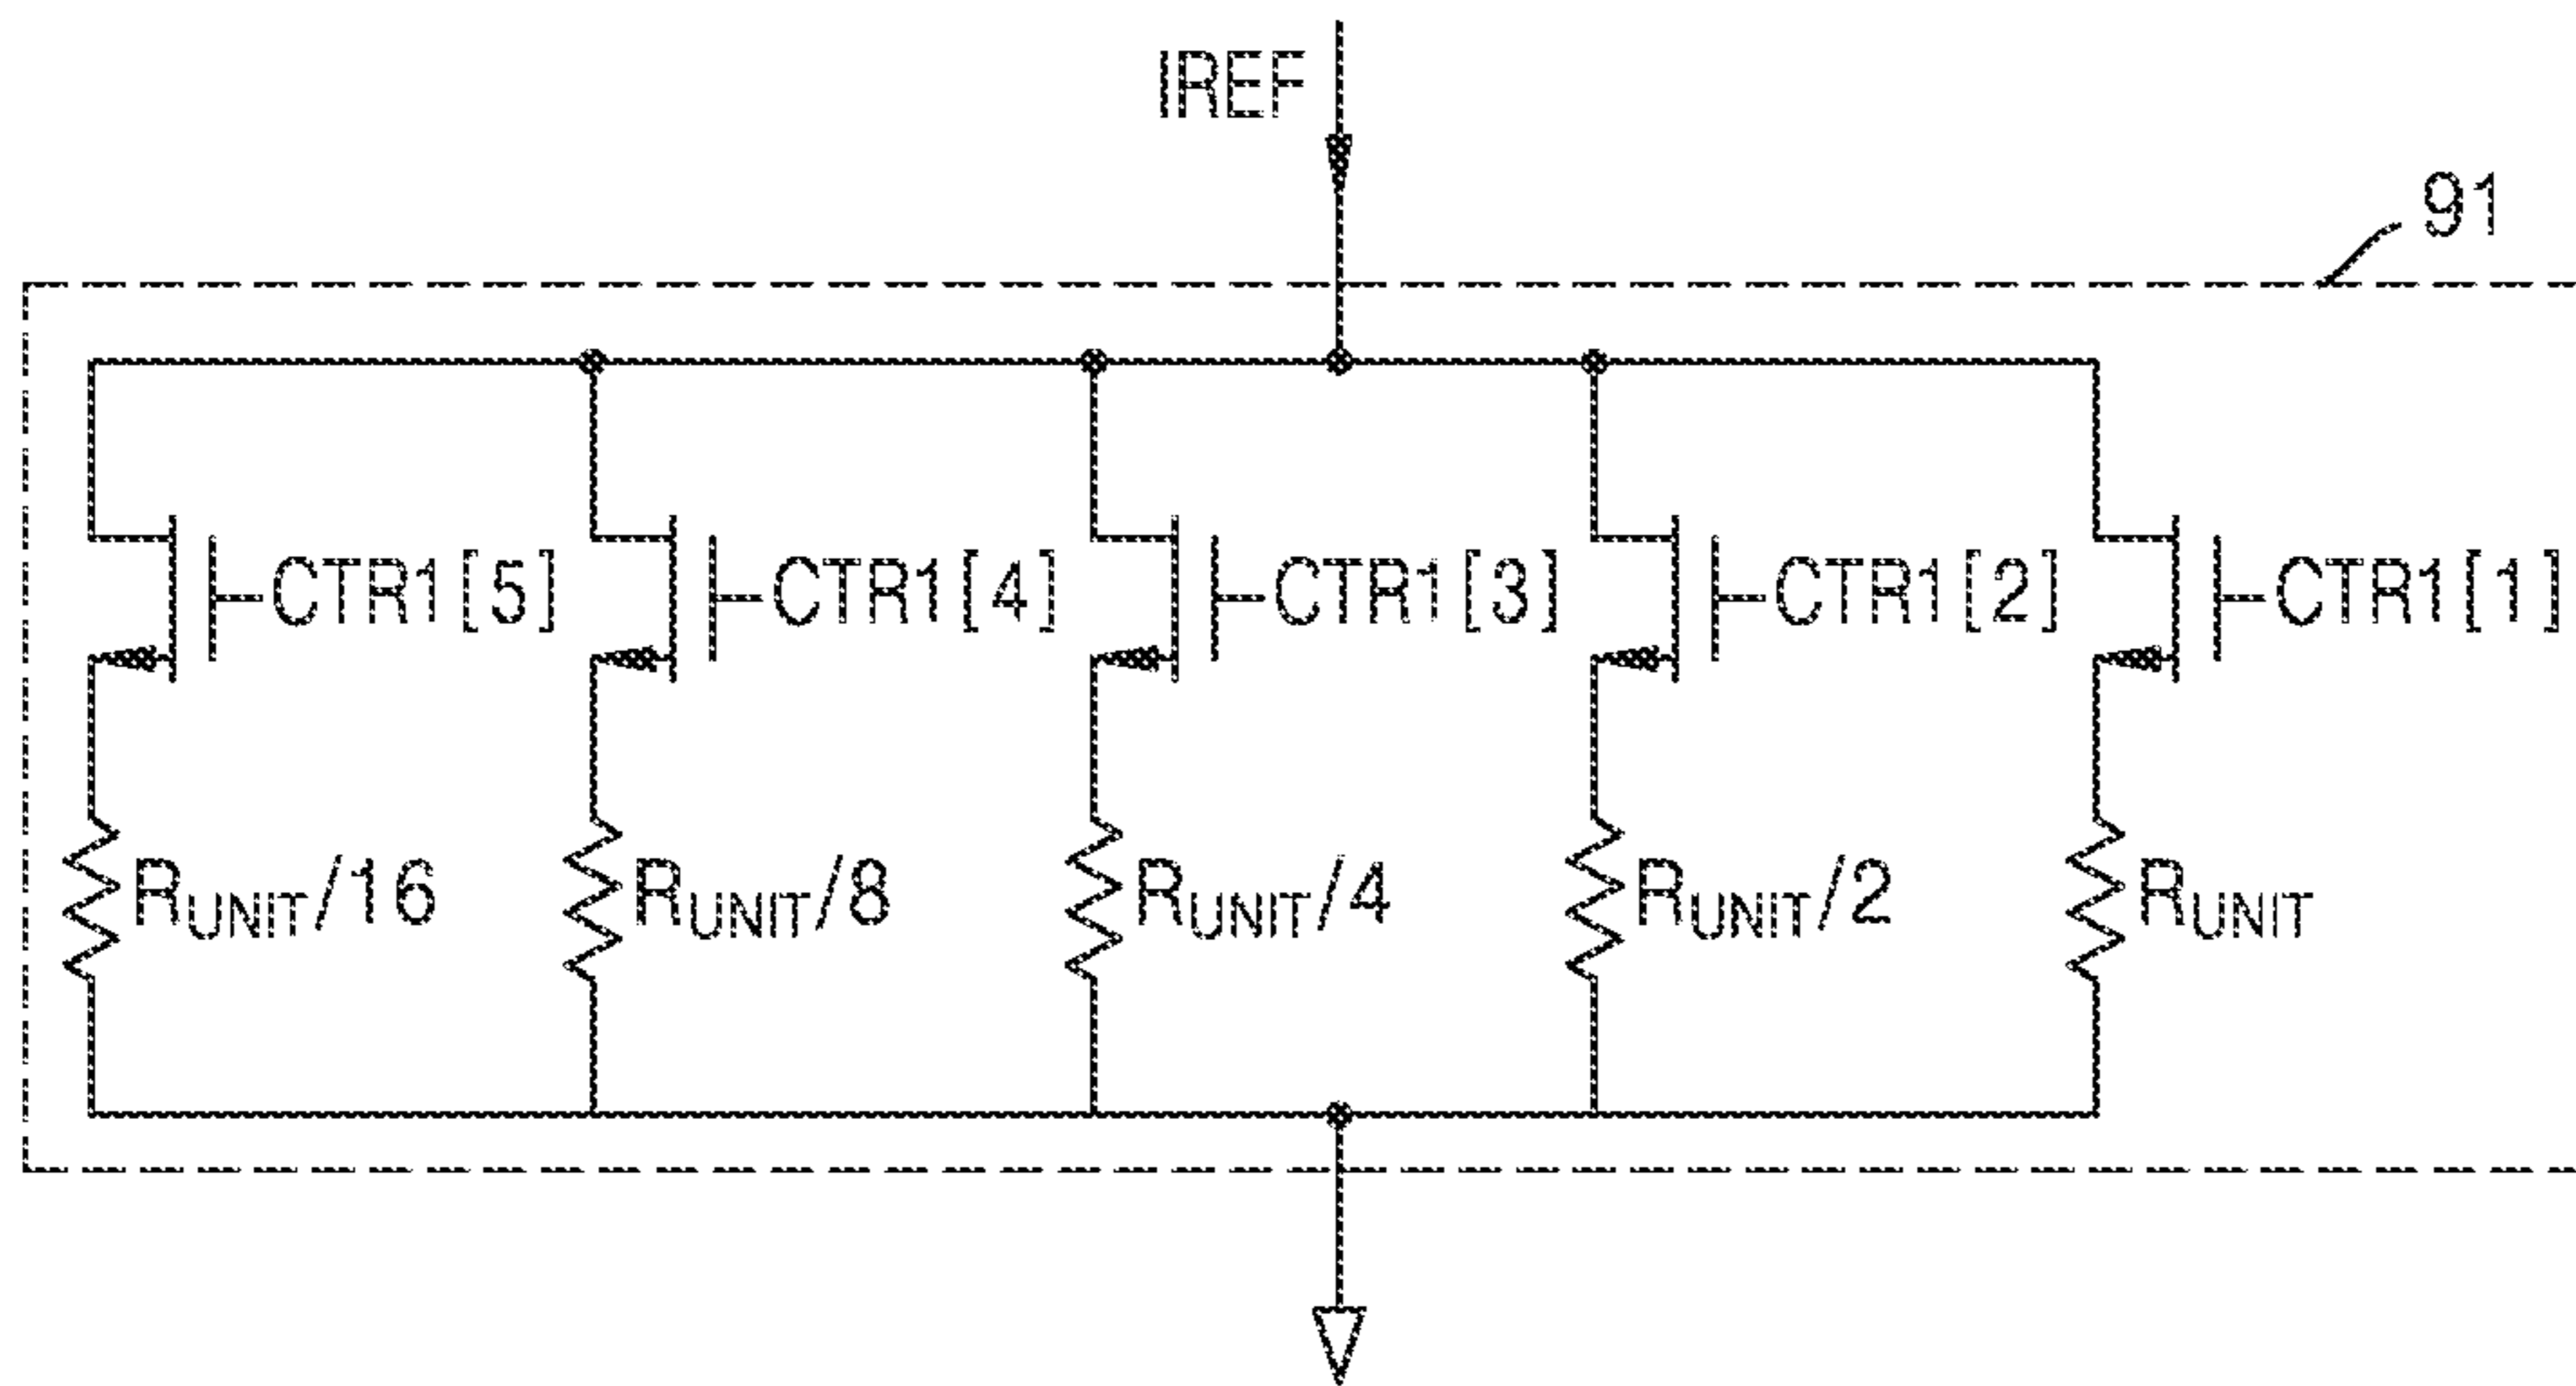 IREF
91
CTR1[5] CTR1[4] CTR1[3] CTR1[2] CTR1[1]
RUNIT/16 RUNIT/8 RUNIT/4 RUNIT/2 RUNIT